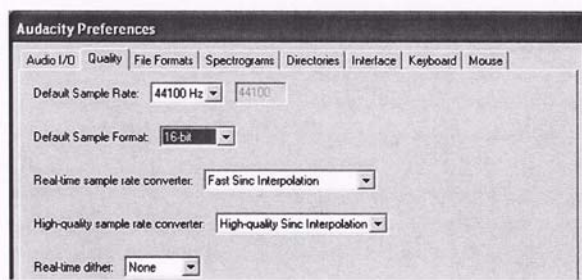 Audacity Preferences
Audio I/O Quality File Formats Spectrograms Directories Interface Keyboard Mouse
Default Sample Rate: 44100 Hz 44100
Default Sample Format: 16-bit
Real-time sample rate converter: Fast Sinc Interpolation
High-quality sample rate converter: High-quality Sinc Interpolation
Real-time dither: None